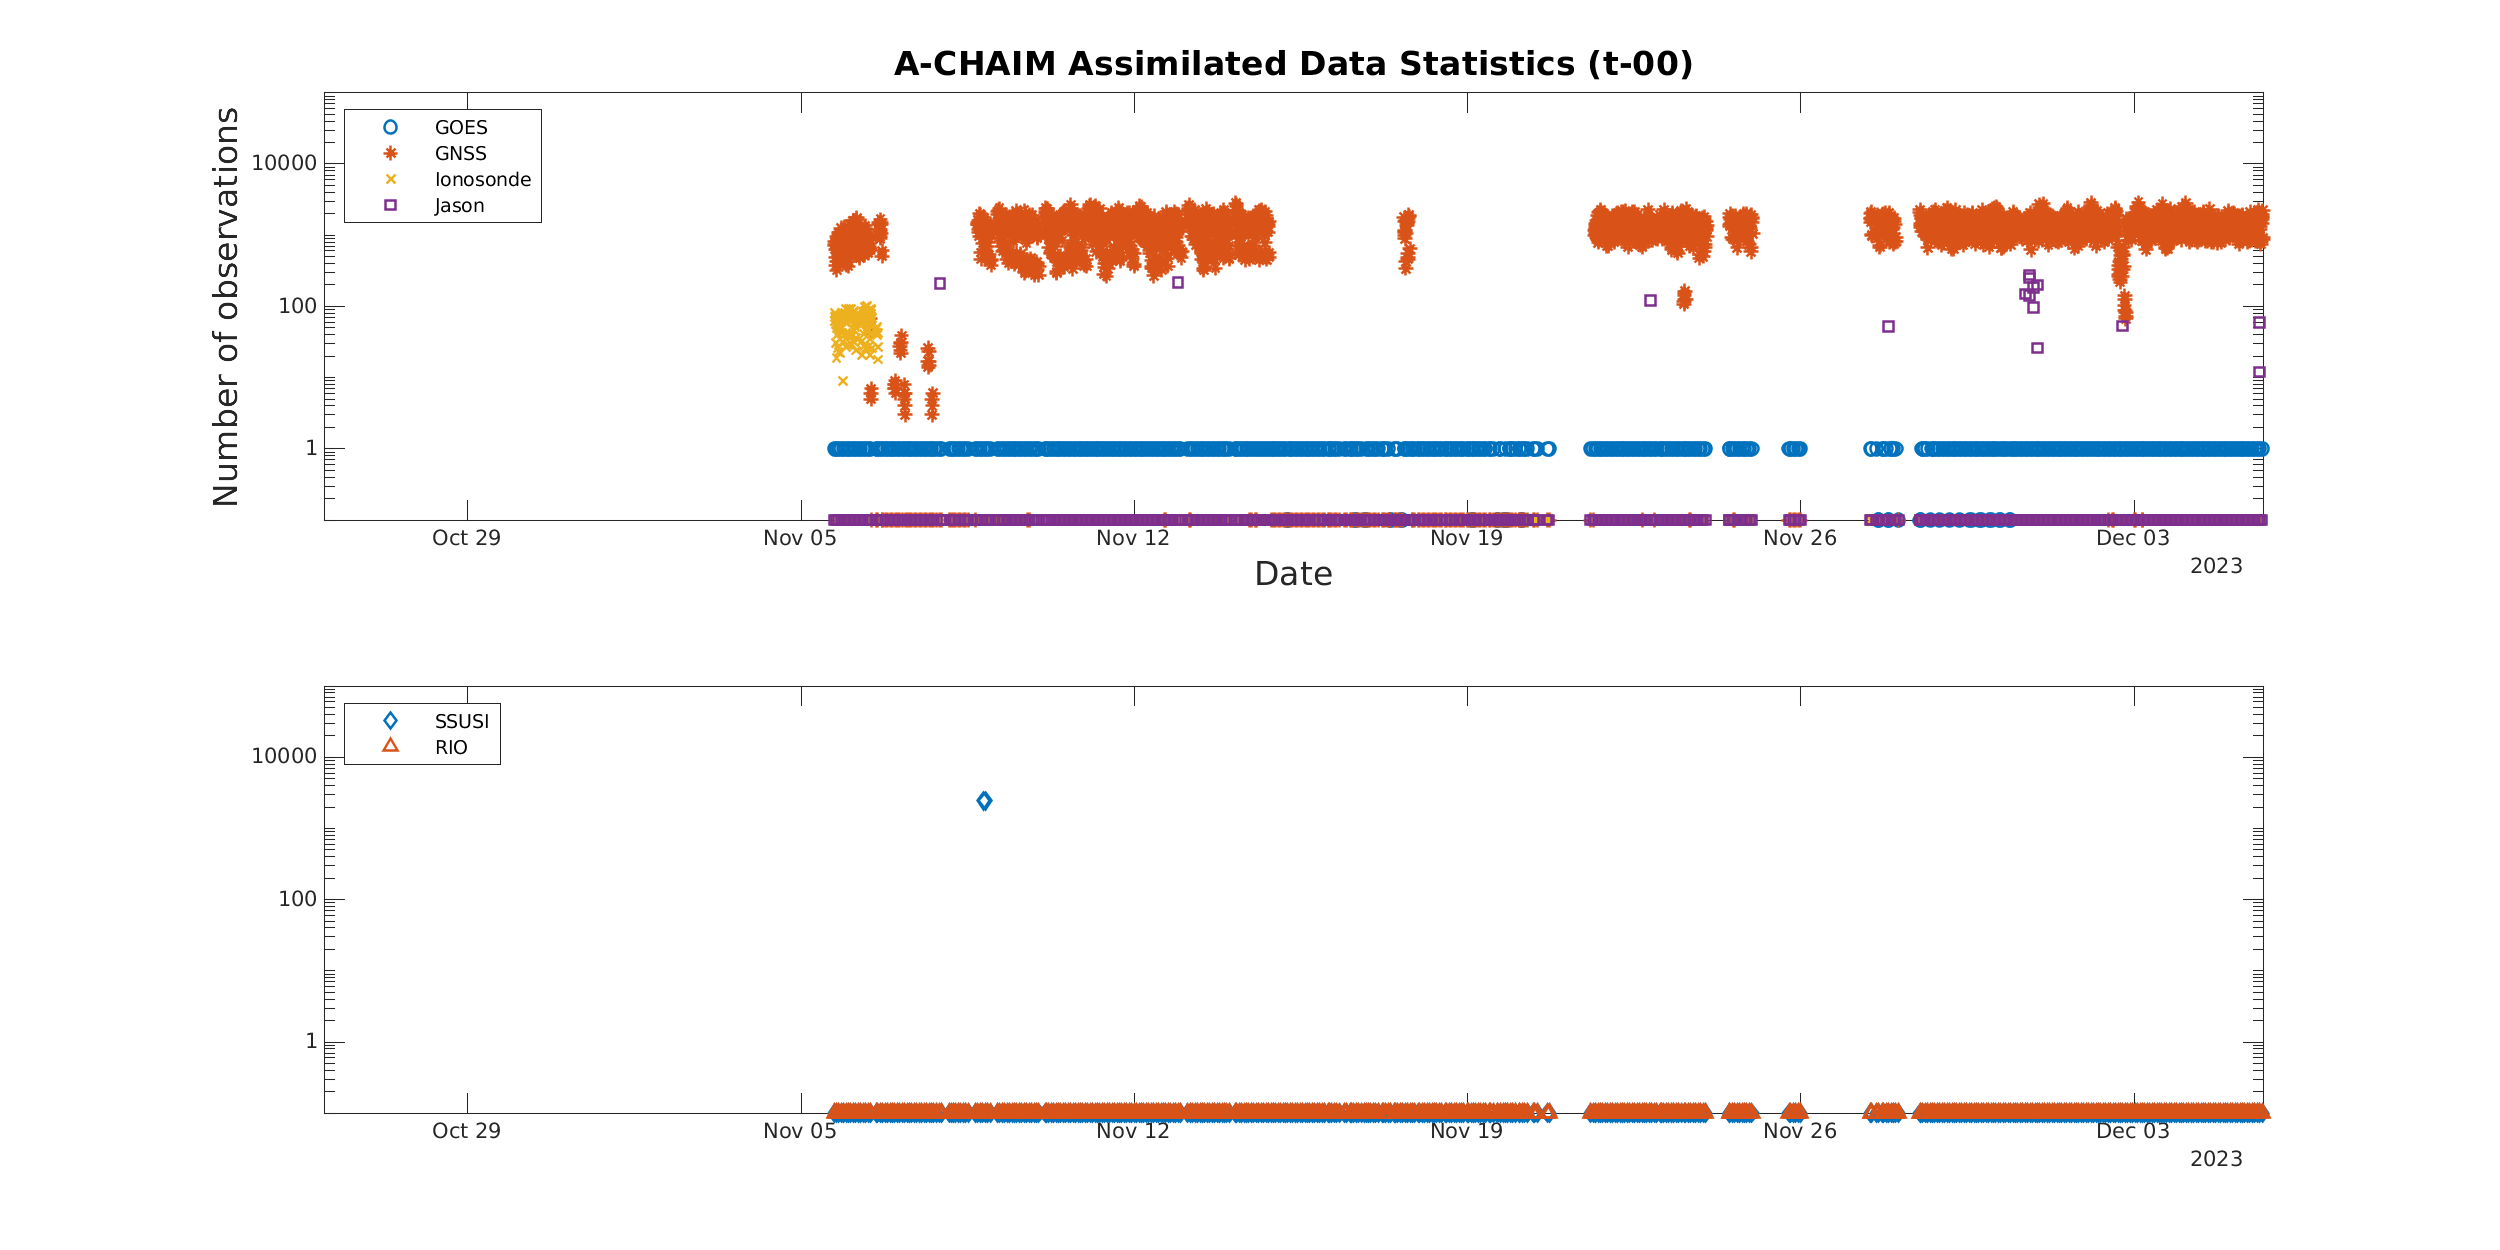 A-CHAIM Assimilated Data Statistics (t-00)
Number of observations
10000
100
1
GOES
GNSS
Ionosonde
Jason
Oct 29
Nov 05
Nov 12
Nov 19
Nov 26
Dec 03
2023
Date
10000
100
1
SSUSI
RIO
Oct 29
Nov 05
Nov 12
Nov 19
Nov 26
Dec 03
2023